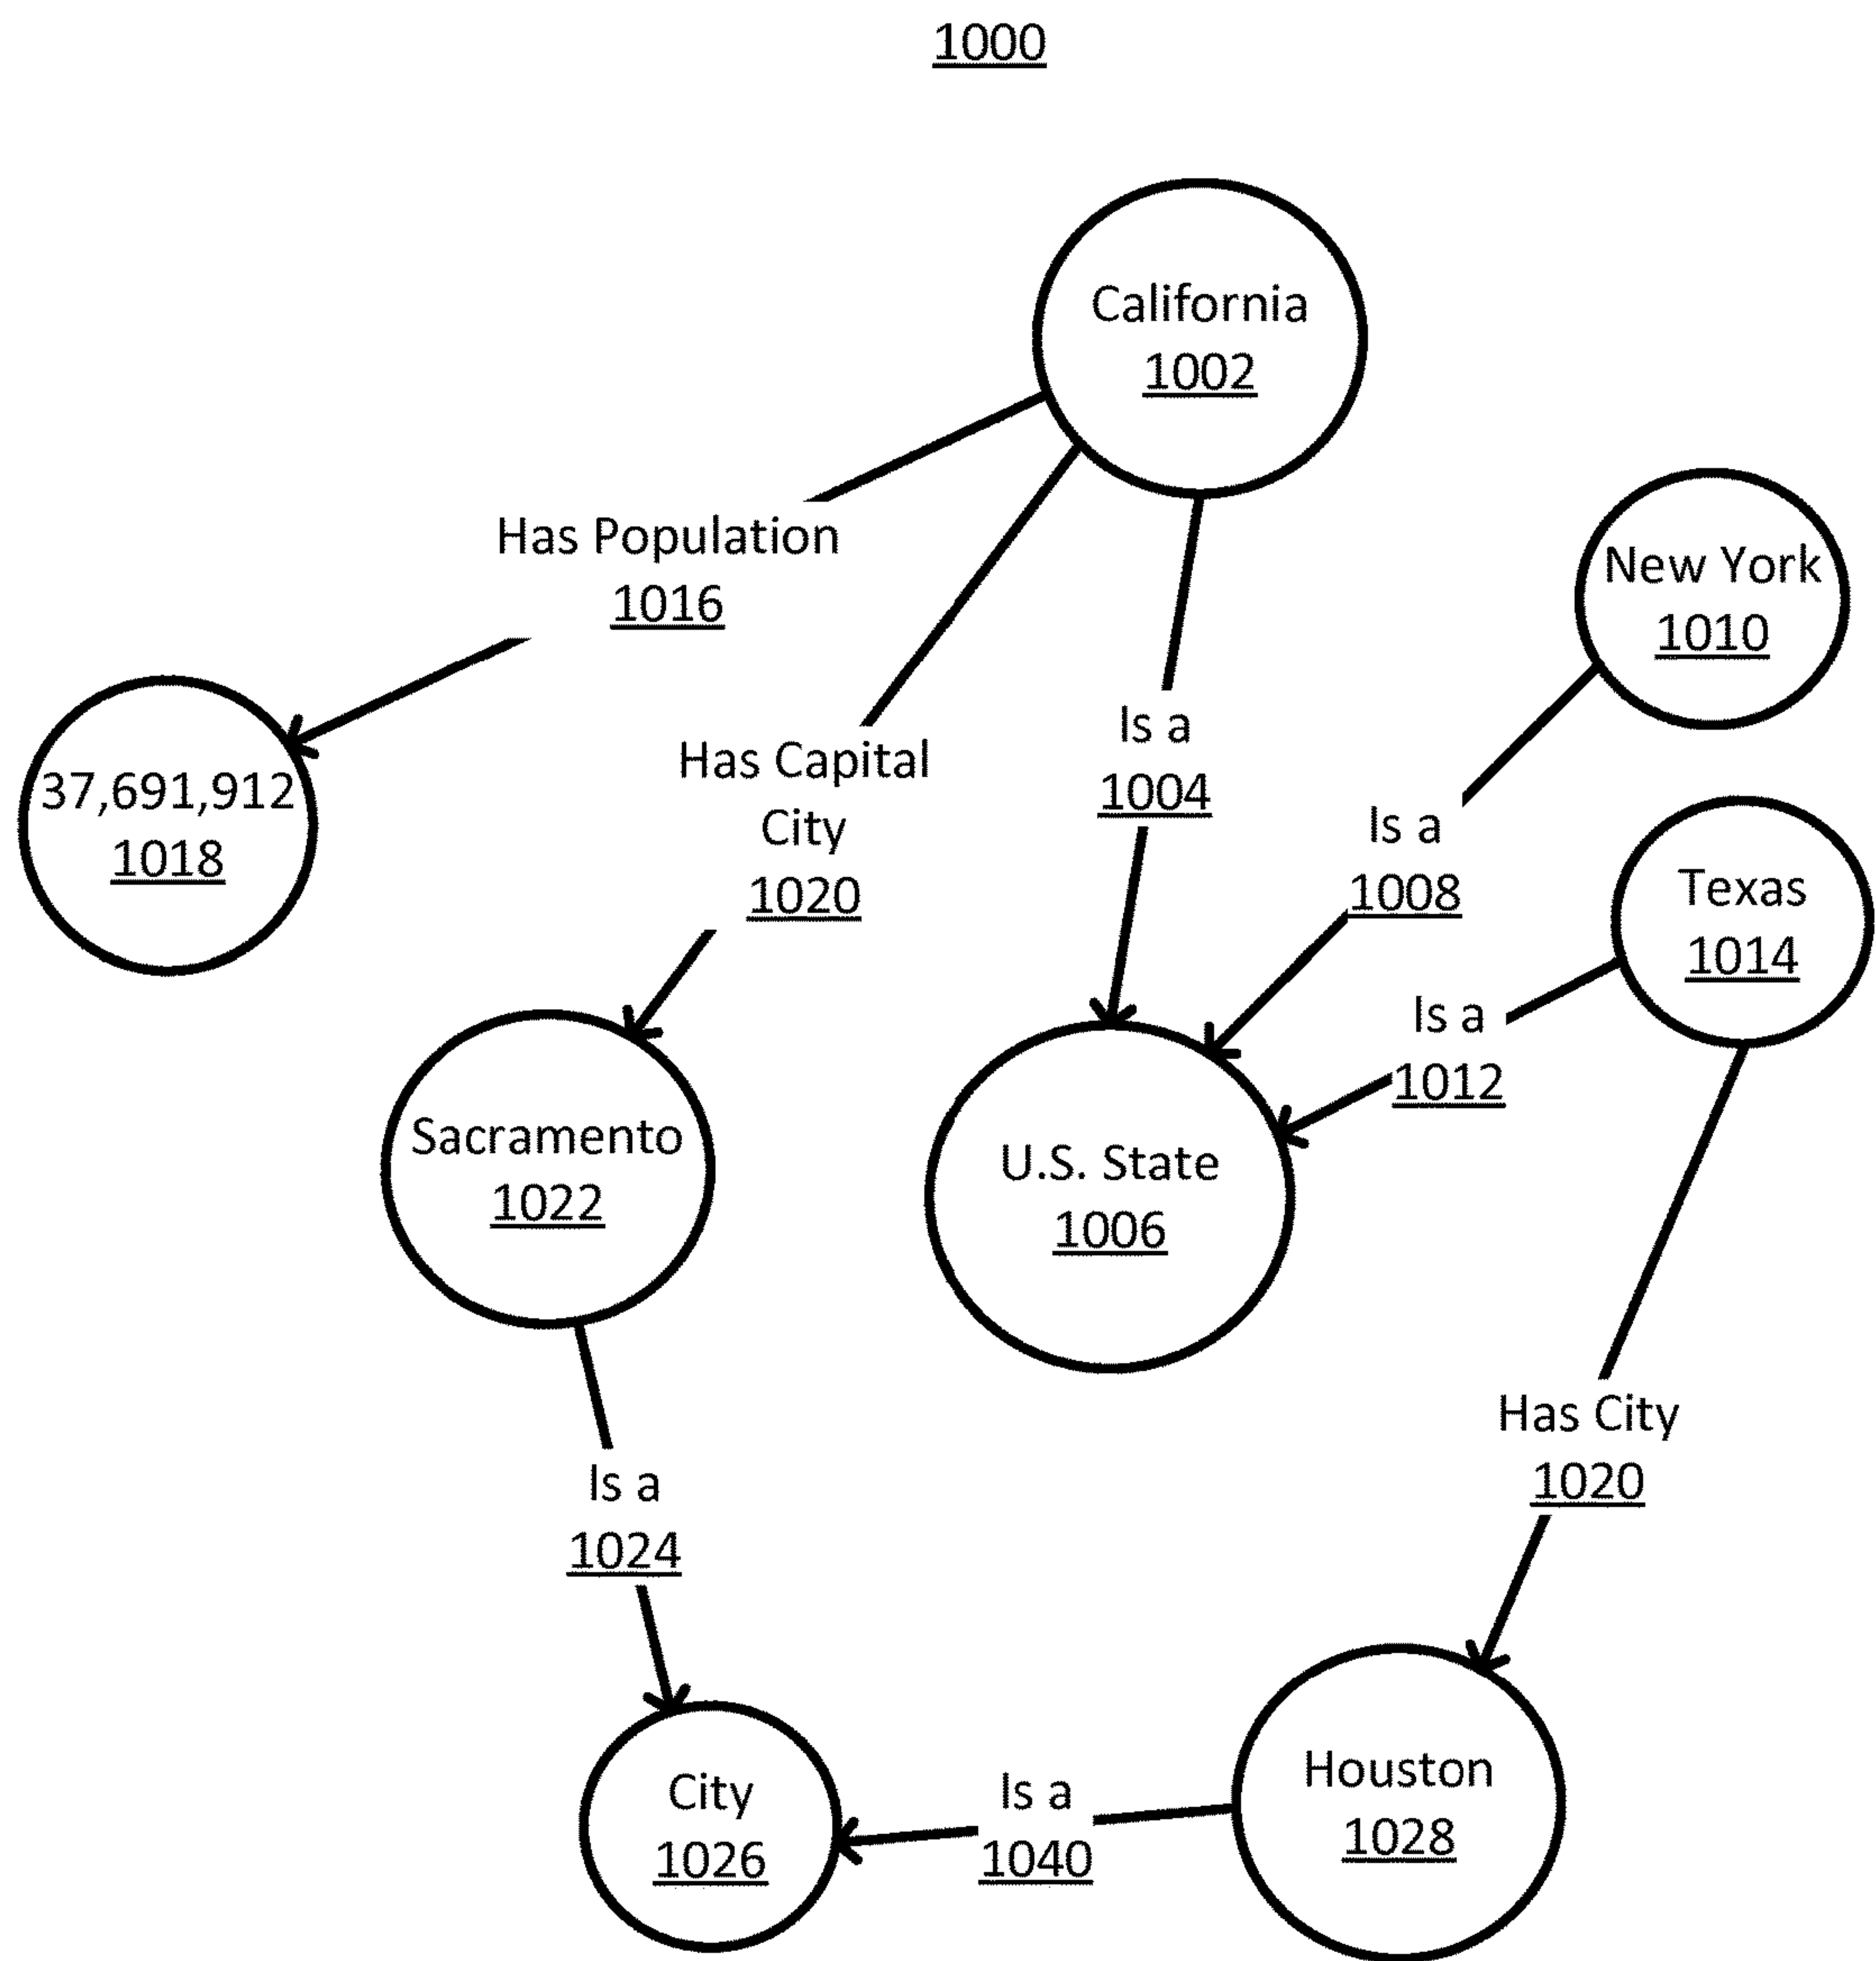 1000
California
1002
Has Population
1016
New York
1010
Is a
1004
Has Capital
City
1020
37,691,912
1018
Is a
1008
Texas
1014
Is a
1012
Sacramento
1022
U.S. State
1006
Has City
1020
Is a
1024
City
1026
Is a
1040
Houston
1028